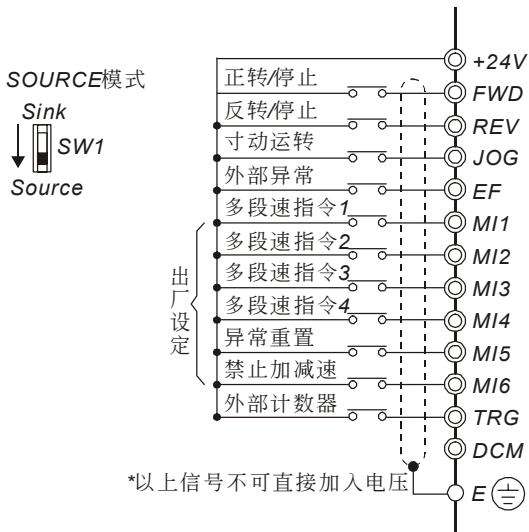 +24V
SOURCE模式
正转/停止
FWD
Sink
反转/停止
REV
SW1
寸动运转
JOG
Source
外部异常
EF
多段速指令1
MI1
多段速指令2
MI2
出厂设定
多段速指令3
MI3
多段速指令4
MI4
异常重置
MI5
禁止加减速
MI6
外部计数器
TRG
DCM
*以上信号不可直接加入电压
E